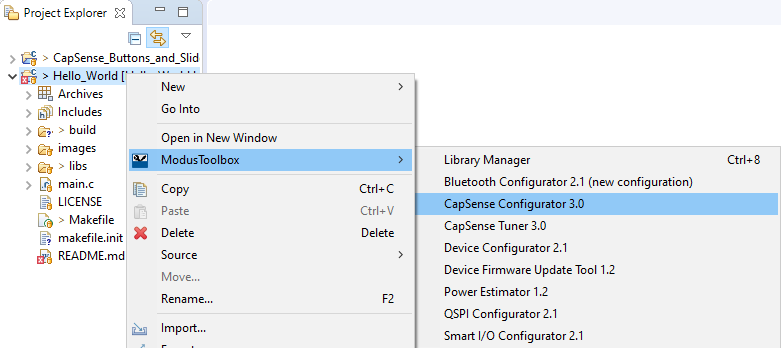 Project Explorer
> CapSense_Buttons_and_Slid
> Hello_World
Archives
Includes
> build
images
> libs
main.c
LICENSE
> Makefile
makefile.init
README.md
New
Go Into
Open in New Window
ModusToolbox
Copy Ctrl+C
Paste Ctrl+V
Delete Delete
Source
Move...
Rename... F2
Import...
Library Manager Ctrl+8
Bluetooth Configurator 2.1 (new configuration)
CapSense Configurator 3.0
CapSense Tuner 3.0
Device Configurator 2.1
Device Firmware Update Tool 1.2
Power Estimator 1.2
QSPI Configurator 2.1
Smart I/O Configurator 2.1